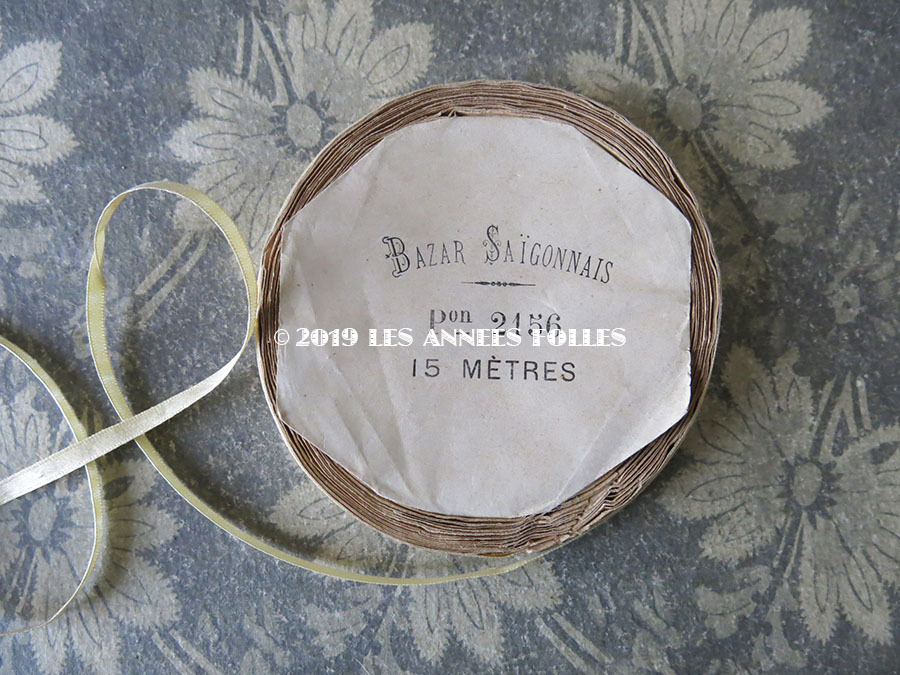 BAZAR SAÏGONNAIS
Pon 2156
© 2019 LES ANNEES FOLLES
15 MÈTRES